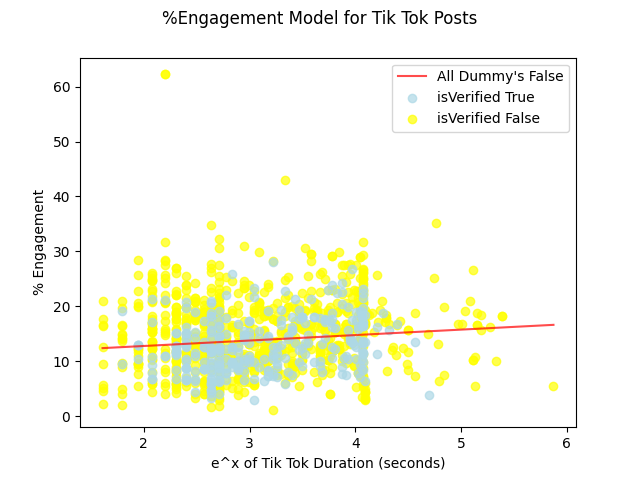 %Engagement Model for Tik Tok Posts
All Dummy's False
isVerified True
isVerified False
% Engagement
60
50
40
30
20
10
0
2
3
4
5
6
e^x of Tik Tok Duration (seconds)